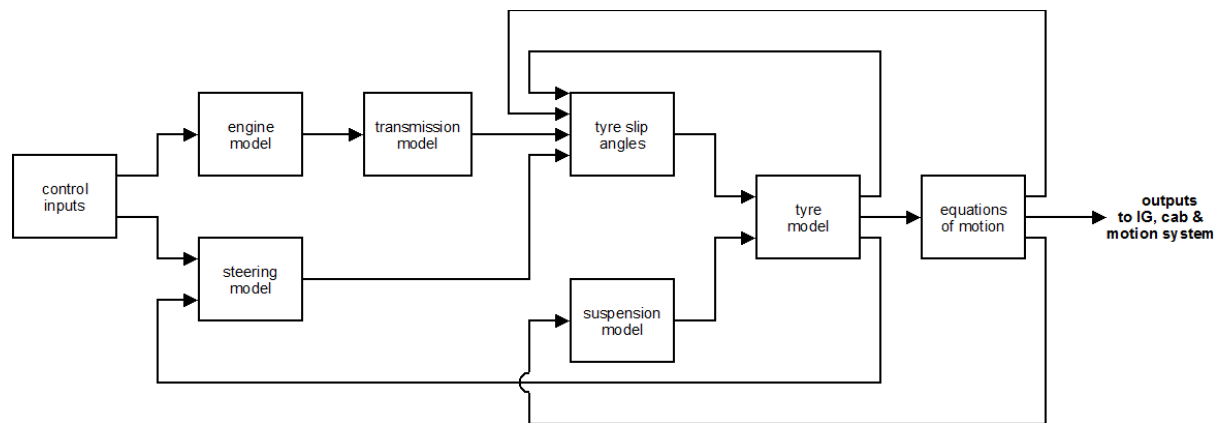 control
inputs
engine
model
transmission
model
steering
model
tyre slip
angles
suspension
model
tyre
model
equations
of motion
outputs
to IG, cab &
motion system